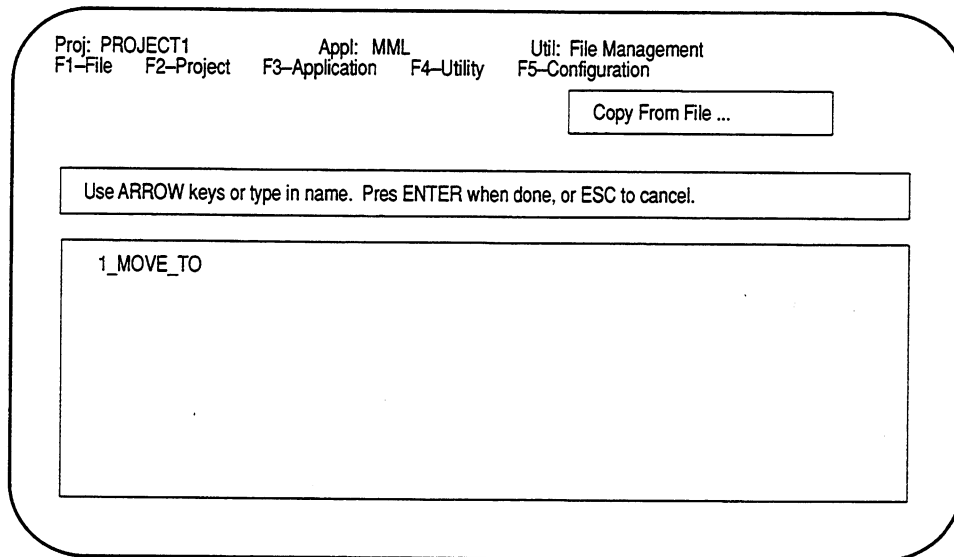 Proj: PROJECT1 Appl: MML Util: File Management
F1–File F2–Project F3–Application F4–Utility F5–Configuration
Copy From File ...
Use ARROW keys or type in name. Pres ENTER when done, or ESC to cancel.
1_MOVE_TO